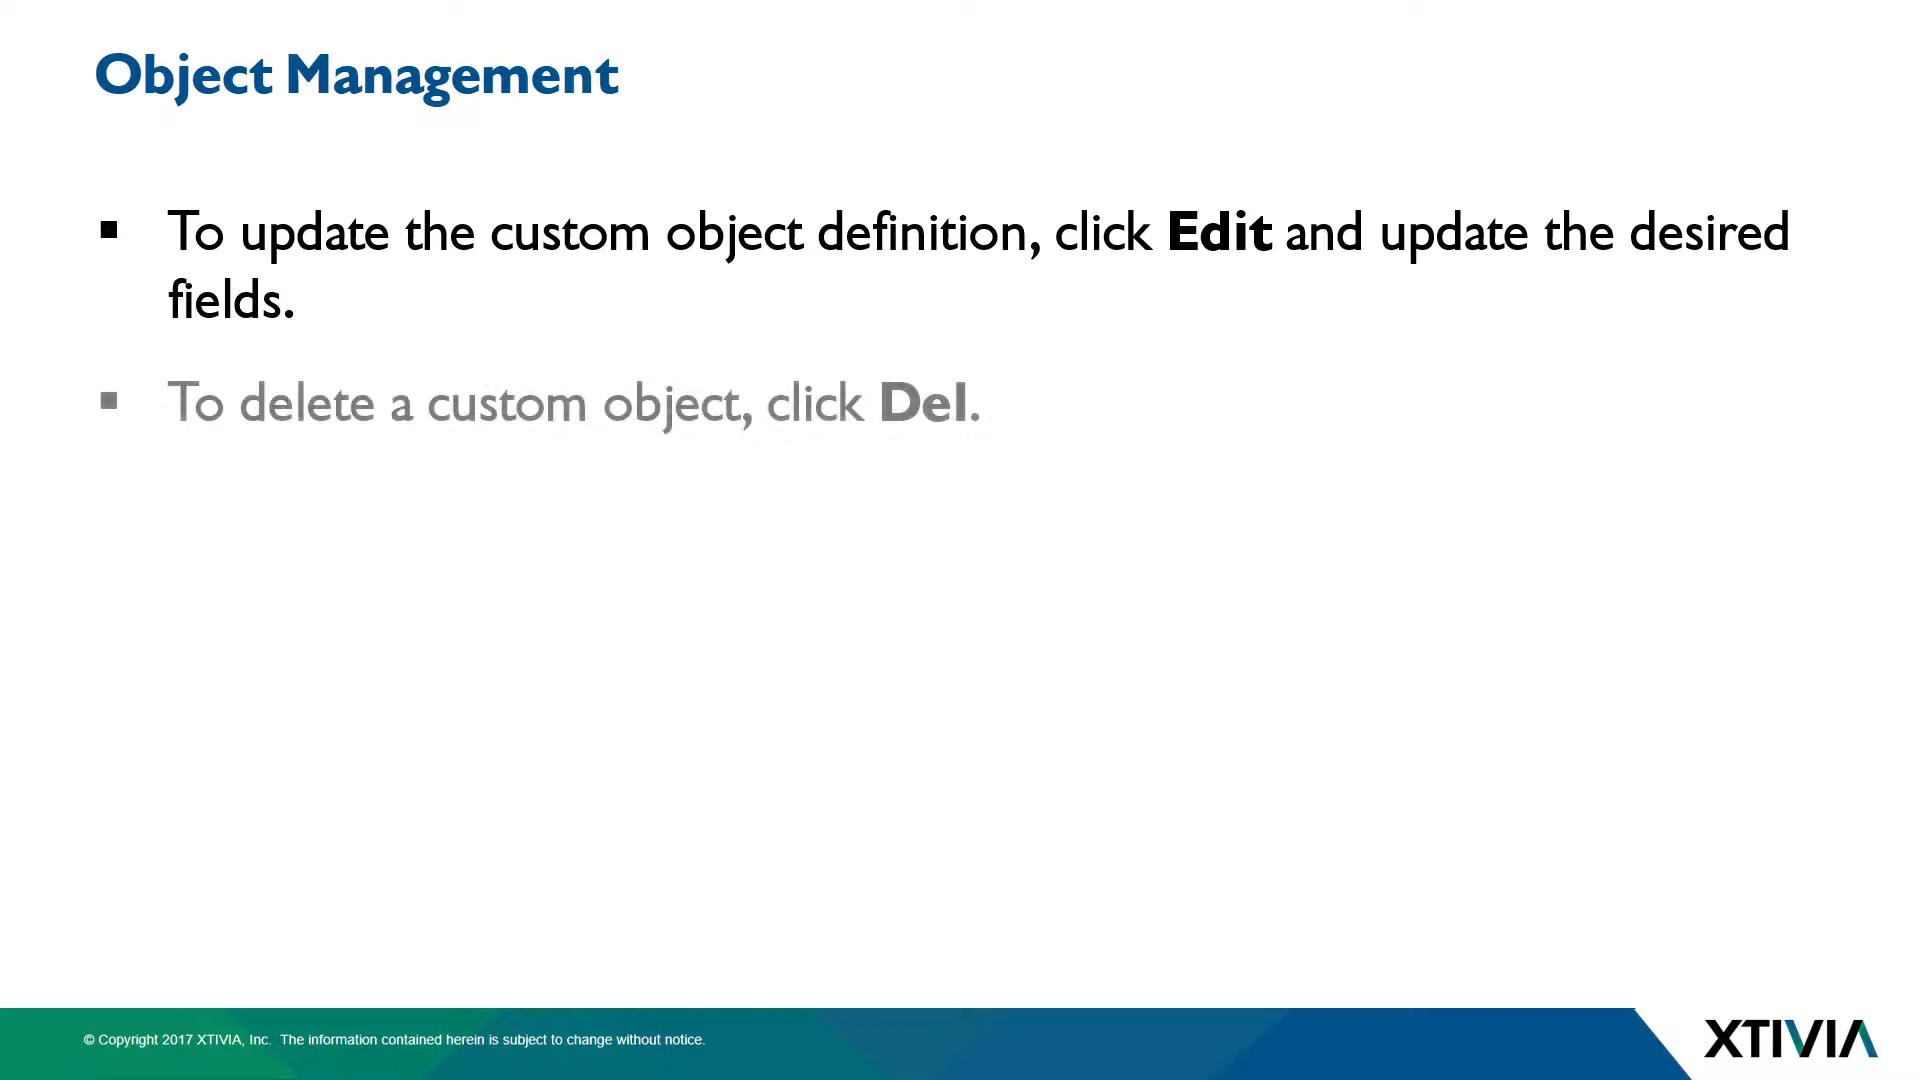 Object Management
▪ To update the custom object definition, click Edit and update the desired
fields.
▪ To delete a custom object, click Del.
© Copyright 2017 XTIVIA, Inc. The information contained herein is subject to change without notice.
XTIVIA